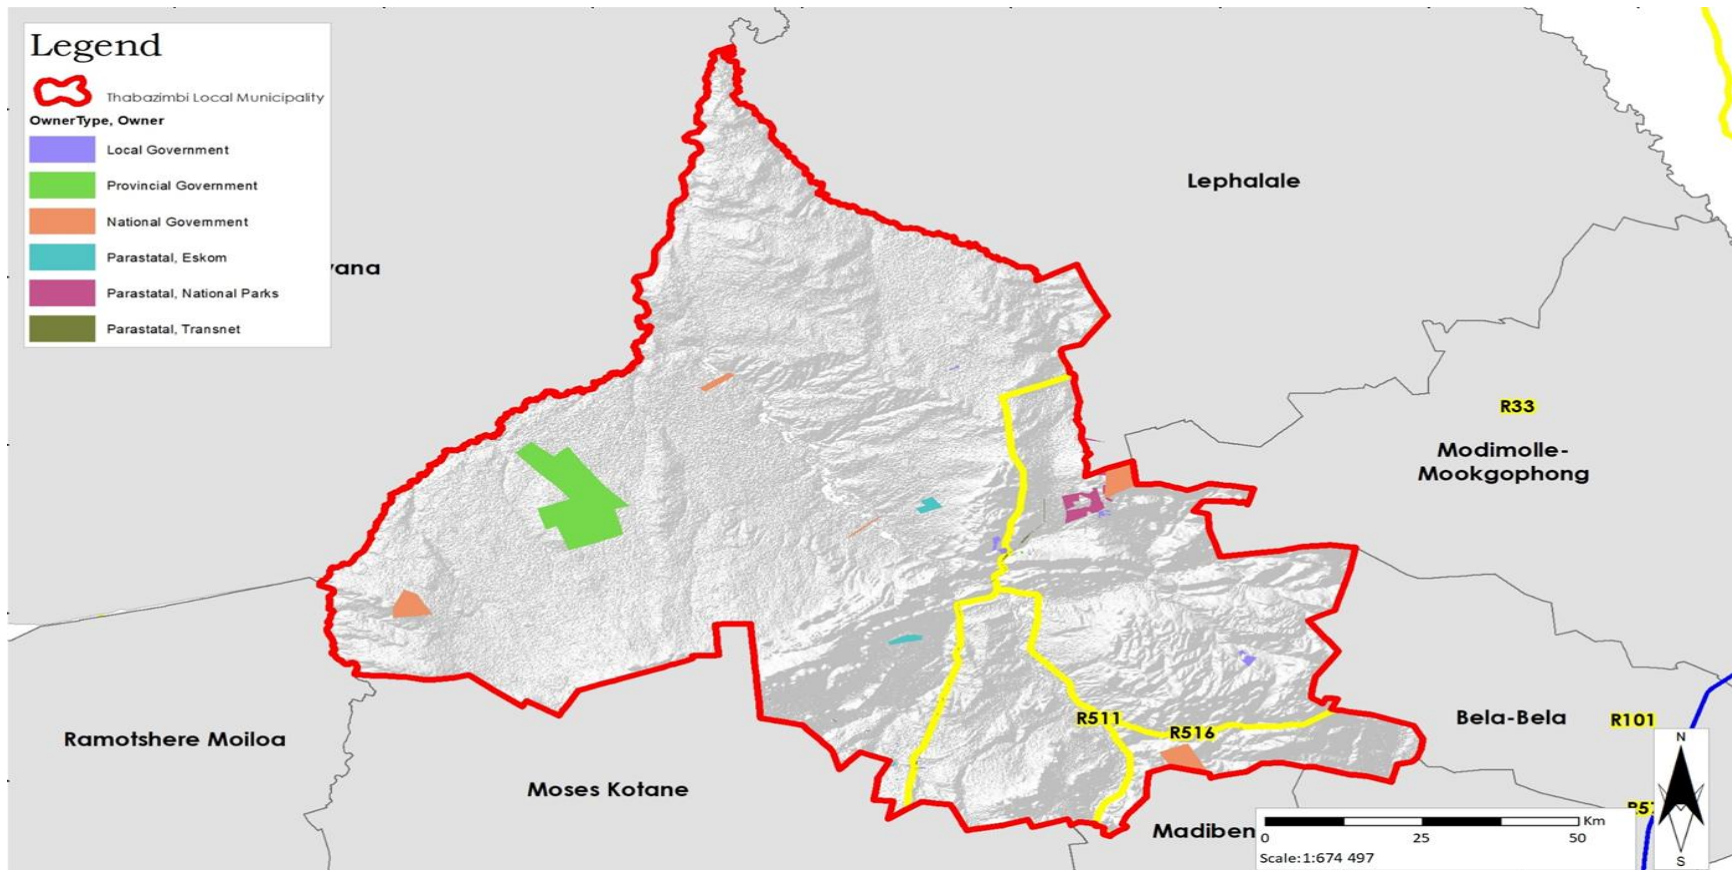 Legend
Thabazimbi Local Municipality
OwnerType, Owner
Local Government
Provincial Government
National Government
Parastatal, Eskom
Parastatal, National Parks
Parastatal, Transnet
Lephalale
R33
Modimolle-
Mookgophong
Bela-Bela
R101
R511
R516
Ramotshere Moiloa
Moses Kotane
Madiben
N
S
0
25
50
Km
Scale:1:674 497